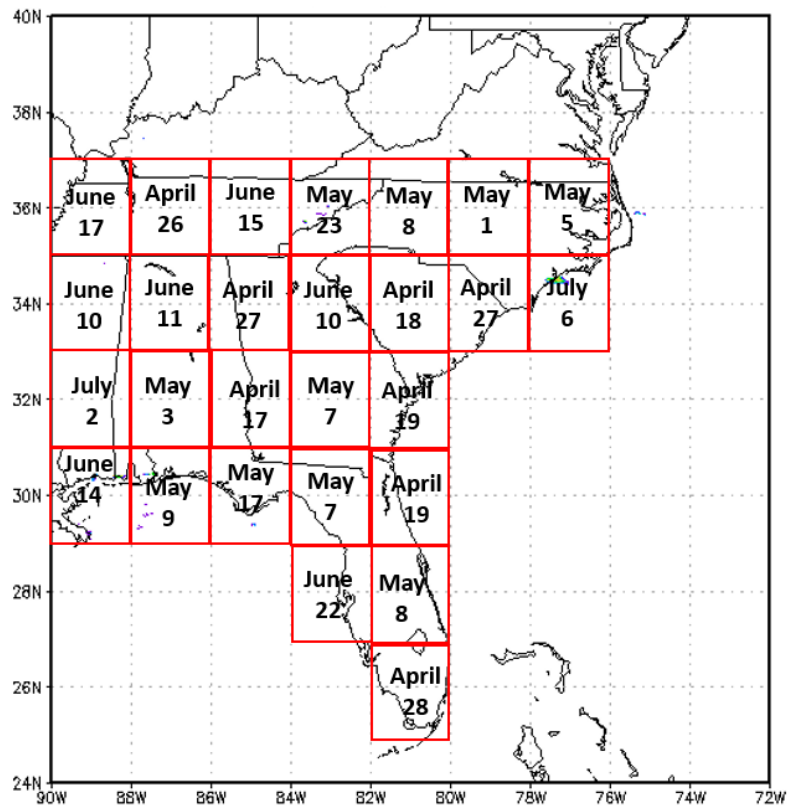 40N
38N
36N
34N
32N
30N
28N
26N
24N
June
17
April
26
June
15
May
23
May
8
May
1
May
5
June
10
June
11
April
27
June
10
April
18
April
27
July
6
July
2
May
3
April
17
May
7
April
19
June
14
May
9
May
17
May
7
April
19
June
22
May
8
April
28
90W 88W 86W 84W 82W 80W 78W 76W 74W 72W